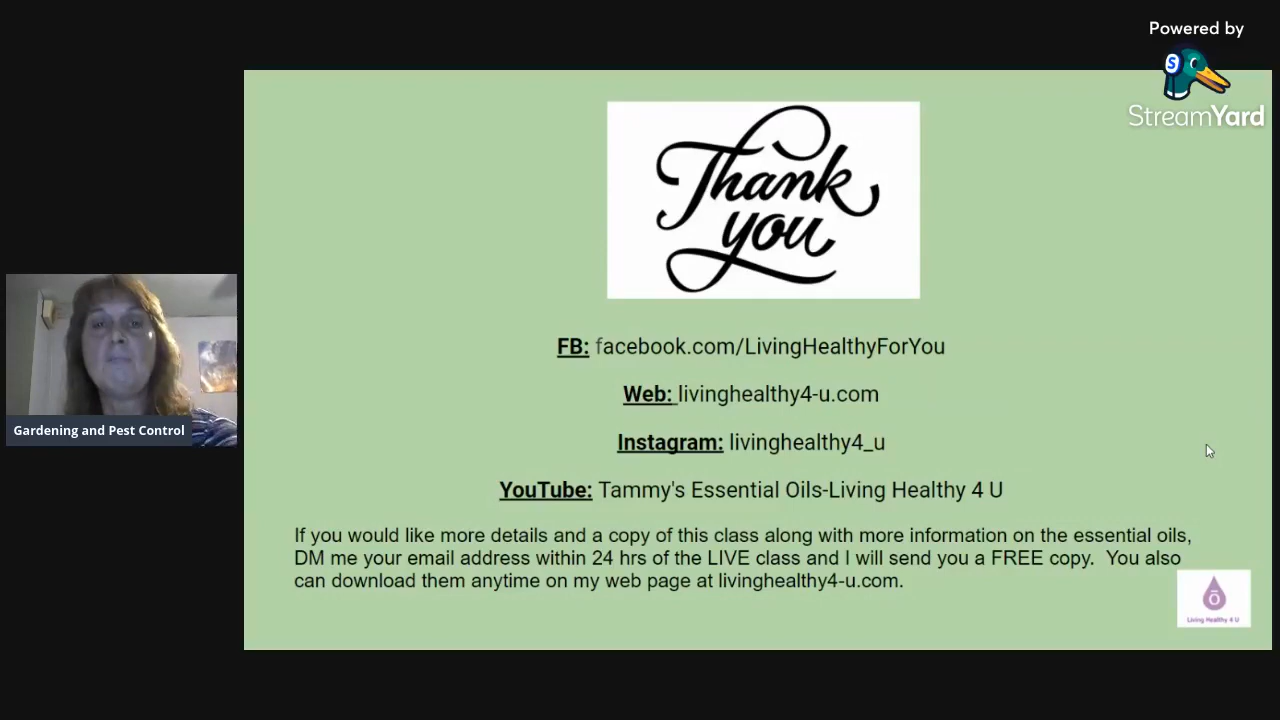 Powered by
StreamYard
Thank
you
FB: facebook.com/LivingHealthyForYou
Web: livinghealthy4-u.com
Instagram: livinghealthy4_u
Gardening and Pest Control
YouTube: Tammy's Essential Oils-Living Healthy 4 U
If you would like more details and a copy of this class along with more information on the essential oils,
DM me your email address within 24 hrs of the LIVE class and I will send you a FREE copy.  You also
can download them anytime on my web page at livinghealthy4-u.com.
ō
Living Healthy 4 U